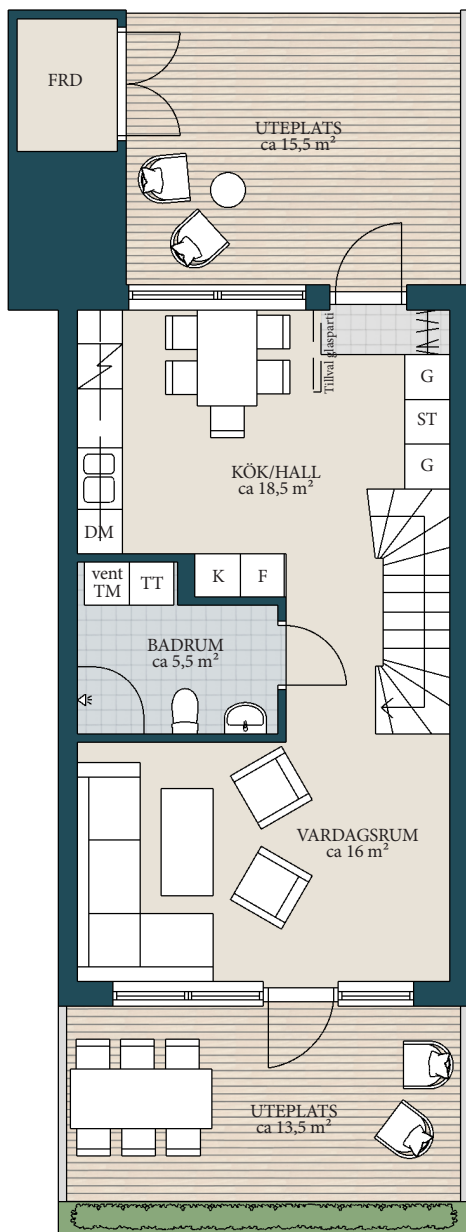 FRD
UTEPLATS
ca 15,5 m²
Tillval glasparti
G
ST
G
KÖK/HALL
ca 18,5 m²
DM
vent
TM
TT
K
F
BADRUM
ca 5,5 m²
VARDAGSRUM
ca 16 m²
UTEPLATS
ca 13,5 m²